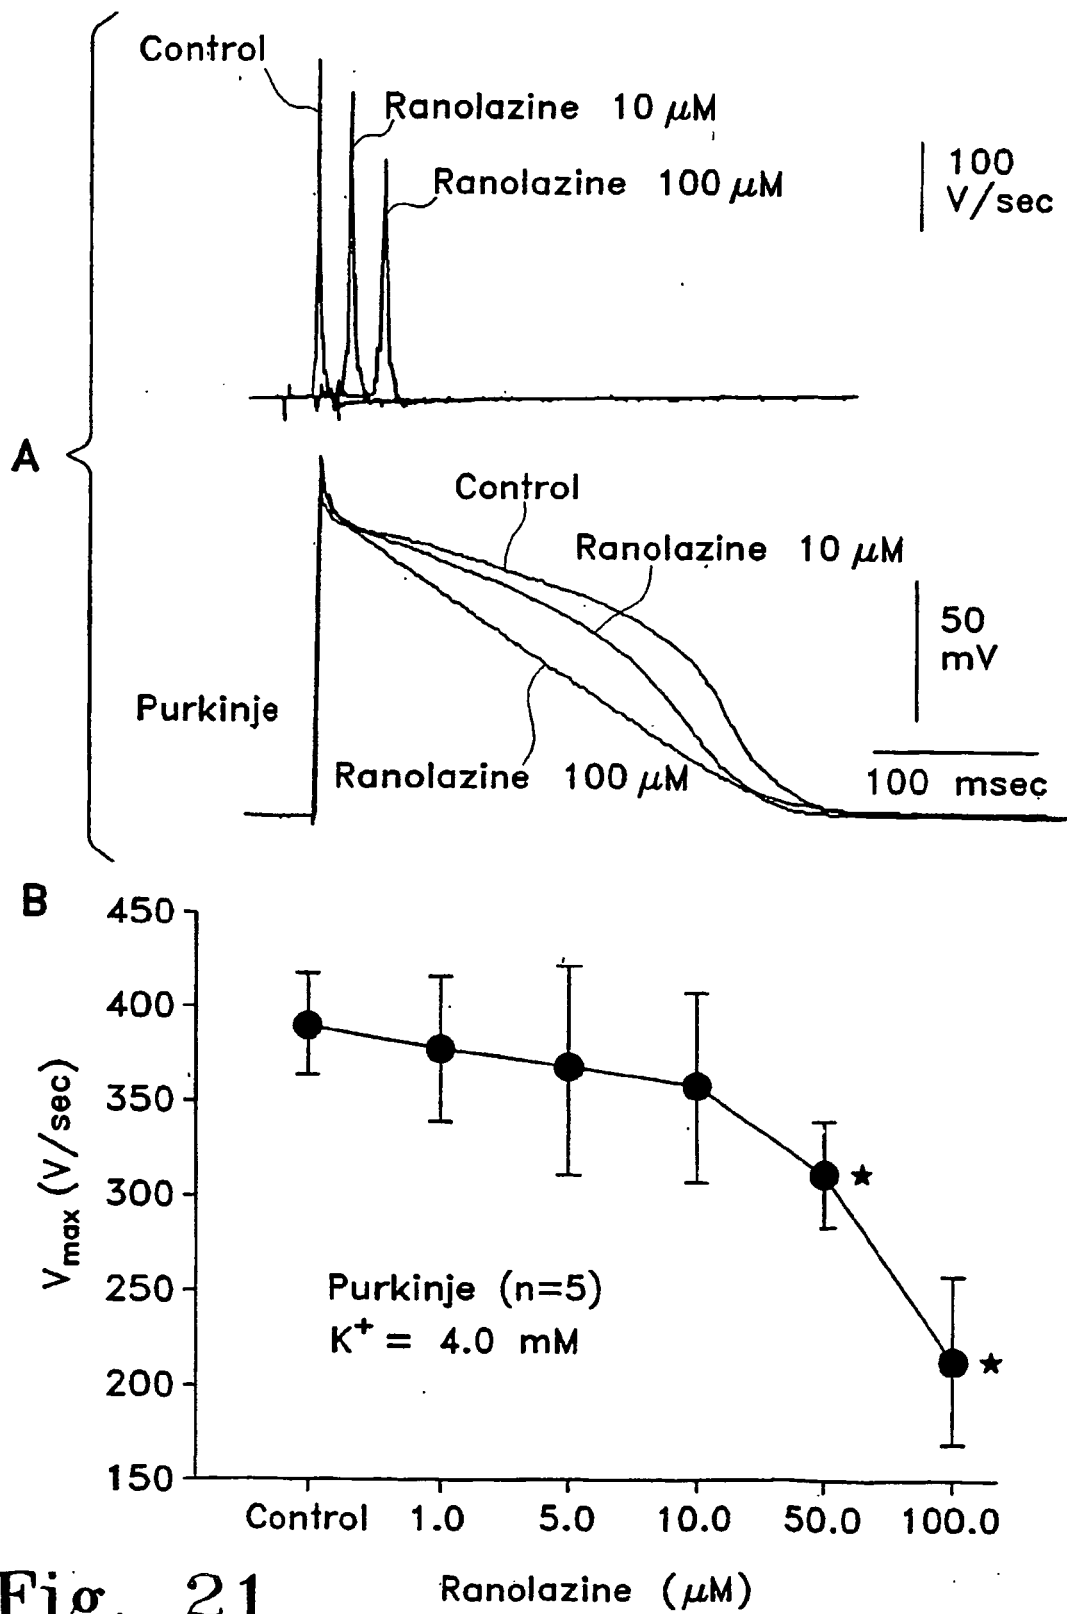 Control
Ranolazine 10 μM
Ranolazine 100 μM
100
V/sec
A
Control
Ranolazine 10 μM
50
mV
Purkinje
Ranolazine 100 μM
100 msec
B
450
400
350
300
250
200
150
Vmax (V/sec)
★
★
Purkinje (n=5)
K⁺ = 4.0 mM
Control 1.0 5.0 10.0 50.0 100.0
Ranolazine (μM)
Fig. 21